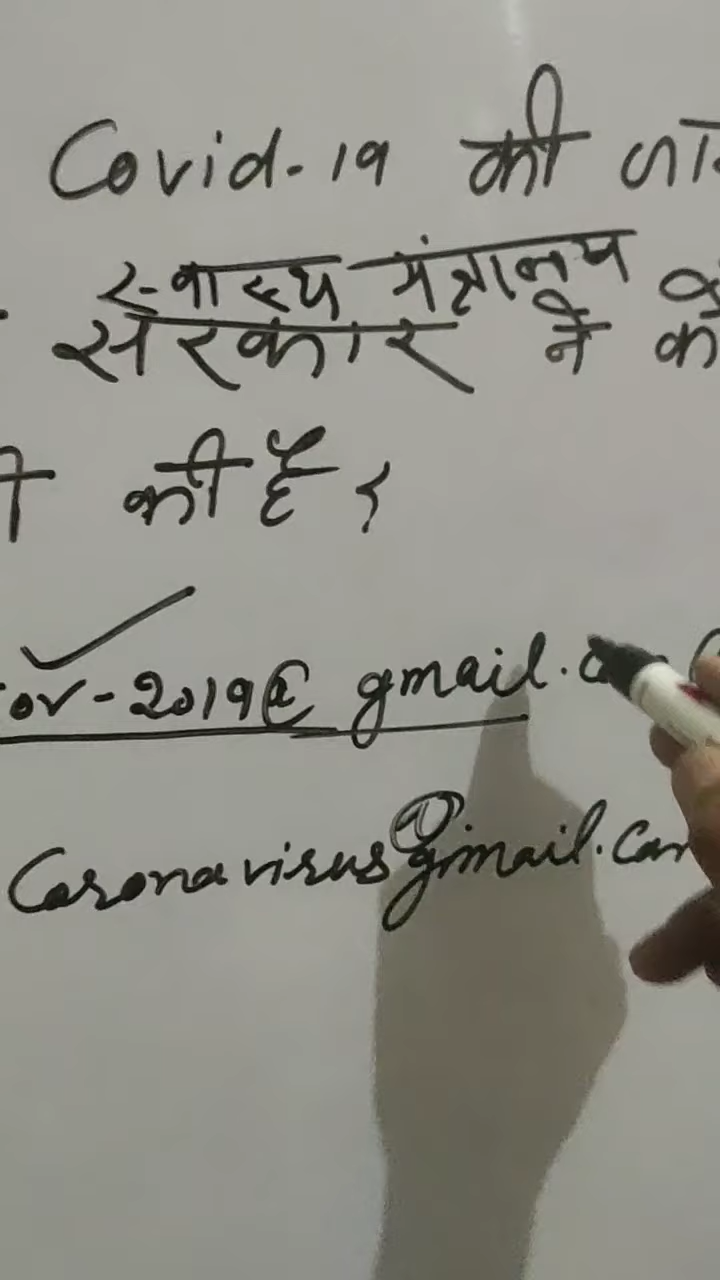 Covid-19 की
स्वास्थ्य मंत्रालय
सरकार ने
की है ?
ov-2019@gmail.c
Coronavirus@gmail.com